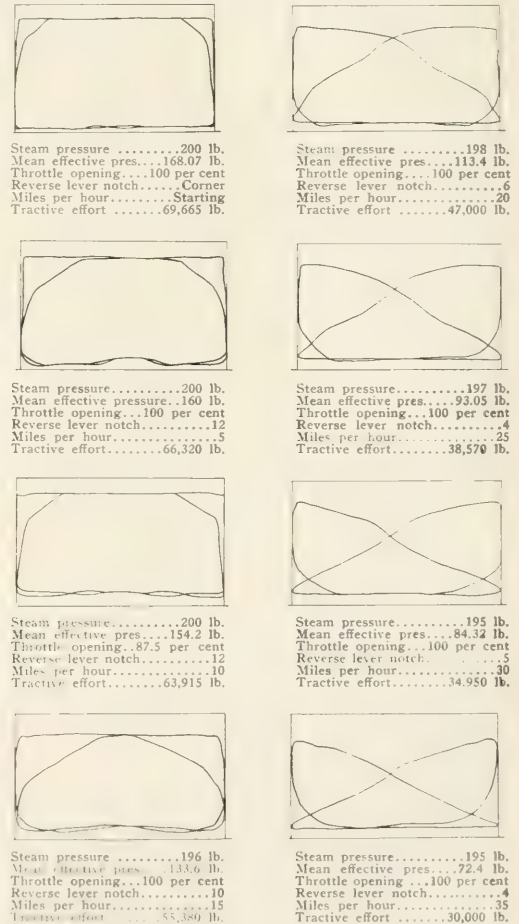 Steam pressure .........200 lb.
Mean effective pres....168.07 lb.
Throttle opening....100 per cent
Reverse lever notch......Corner
Miles per hour.........Starting
Tractive effort .......69,665 lb.
Steam pressure.........200 lb.
Mean effective pressure..160 lb.
Throttle opening...100 per cent
Reverse lever notch..........12
Miles per hour................5
Tractive effort........66,320 lb.
Steam pressure.........200 lb.
Mean effective pres....154.2 lb.
Throttle opening..87.5 per cent
Reverse lever notch..........12
Miles per hour...............10
Tractive effort........63,915 lb.
Steam pressure .........196 lb.
Mean effective pres....133.6 lb.
Throttle opening...100 per cent
Reverse lever notch..........10
Miles per hour...............15
Tractive effort........55,380 lb.
Steam pressure .........198 lb.
Mean effective pres....113.4 lb.
Throttle opening....100 per cent
Reverse lever notch...........6
Miles per hour...............20
Tractive effort .......47,000 lb.
Steam pressure.........197 lb.
Mean effective pres.....93.05 lb.
Throttle opening...100 per cent
Reverse lever notch...........4
Miles per hour...............25
Tractive effort........38,570 lb.
Steam pressure.........195 lb.
Mean effective pres....84.32 lb.
Throttle opening...100 per cent
Reverse lever notch...........5
Miles per hour...............30
Tractive effort........34.950 lb.
Steam pressure.........195 lb.
Mean effective pres....72.4 lb.
Throttle opening ...100 per cent
Reverse lever notch...........4
Miles per hour...............35
Tractive effort .......30,000 lb.